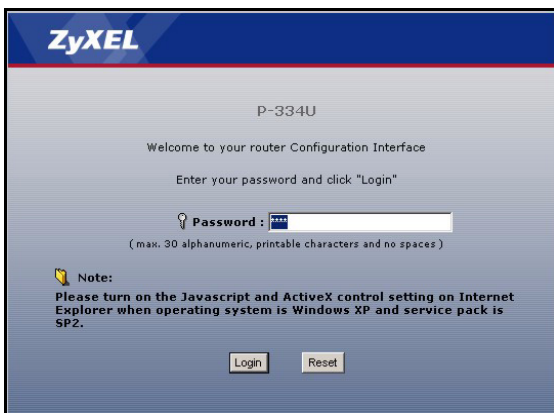 ZyXEL
P-334U
Welcome to your router Configuration Interface
Enter your password and click "Login"
Password : ****
( max. 30 alphanumeric, printable characters and no spaces )
Note:
Please turn on the Javascript and ActiveX control setting on Internet
Explorer when operating system is Windows XP and service pack is
SP2.
Login Reset